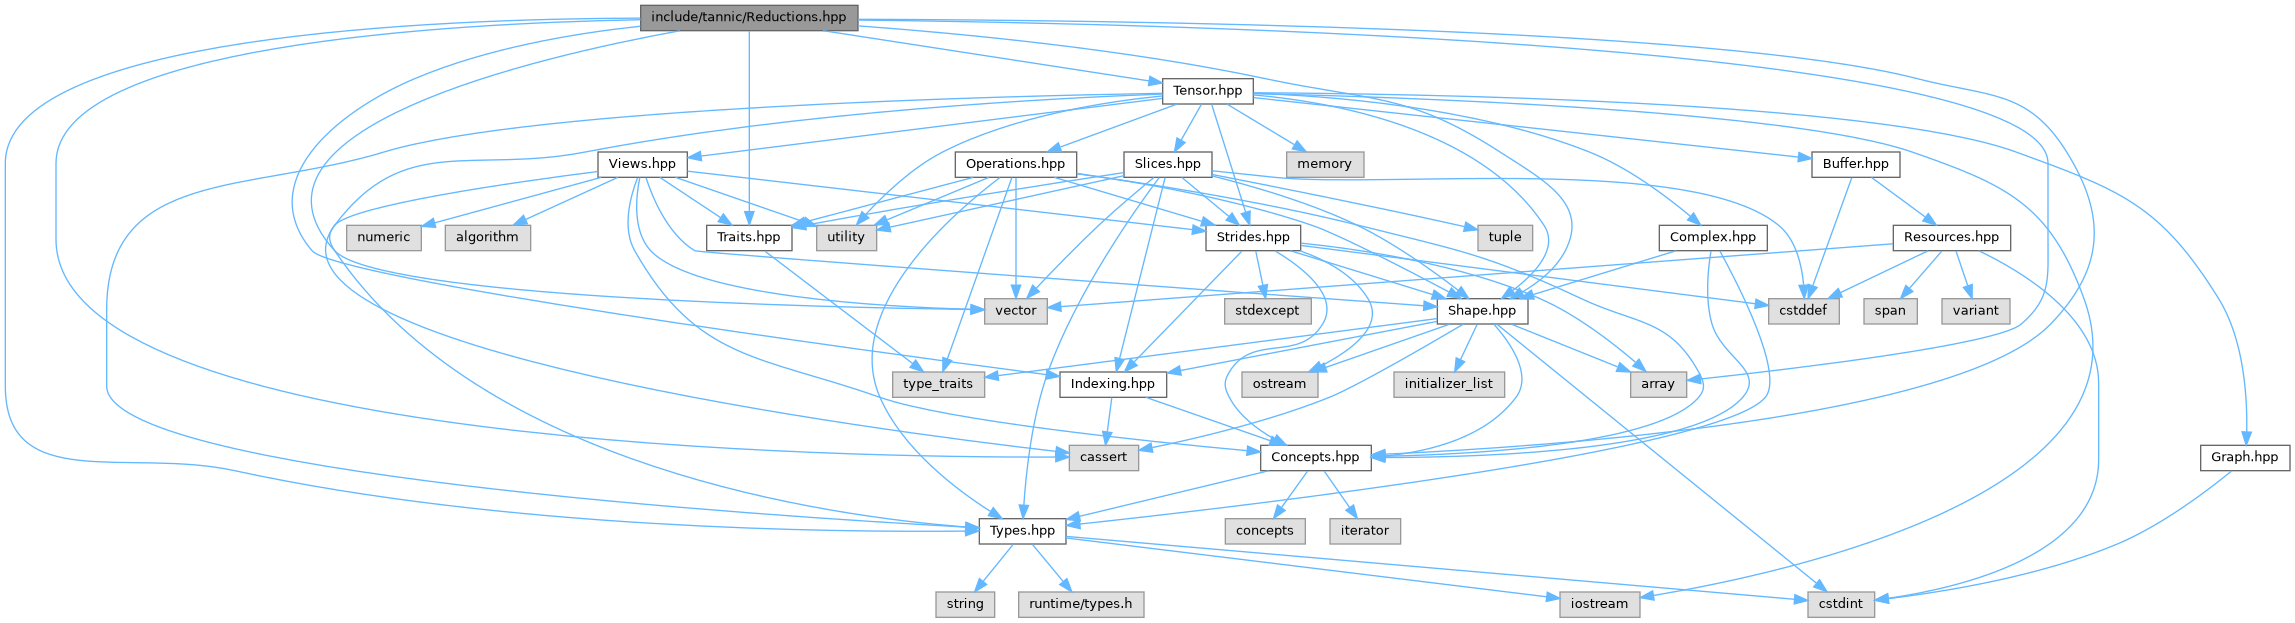 include/tannic/Reductions.hpp
Tensor.hpp
Views.hpp
Operations.hpp
Slices.hpp
memory
Buffer.hpp
numeric
algorithm
Traits.hpp
utility
Strides.hpp
tuple
Complex.hpp
Resources.hpp
vector
stdexcept
Shape.hpp
cstddef
span
variant
type_traits
Indexing.hpp
ostream
initializer_list
array
cassert
Concepts.hpp
Graph.hpp
Types.hpp
concepts
iterator
string
runtime/types.h
iostream
cstdint